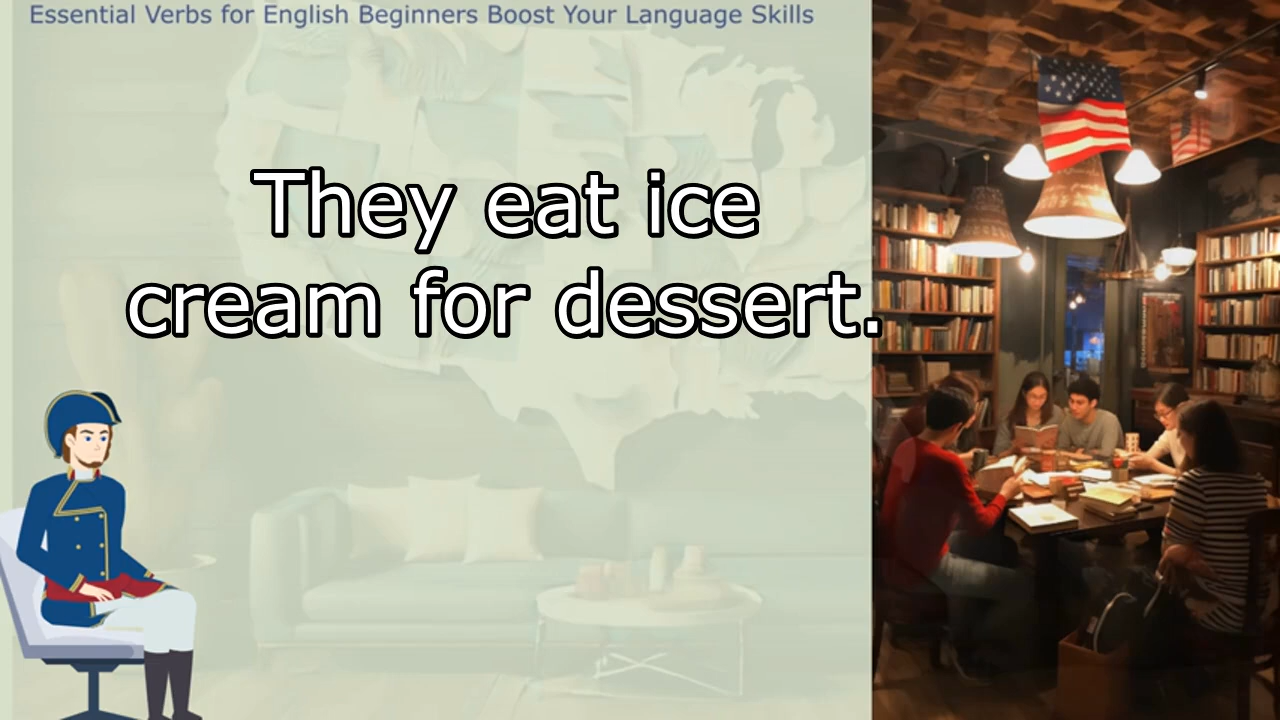 Essential Verbs for English Beginners Boost Your Language Skills
They eat ice
cream for dessert.